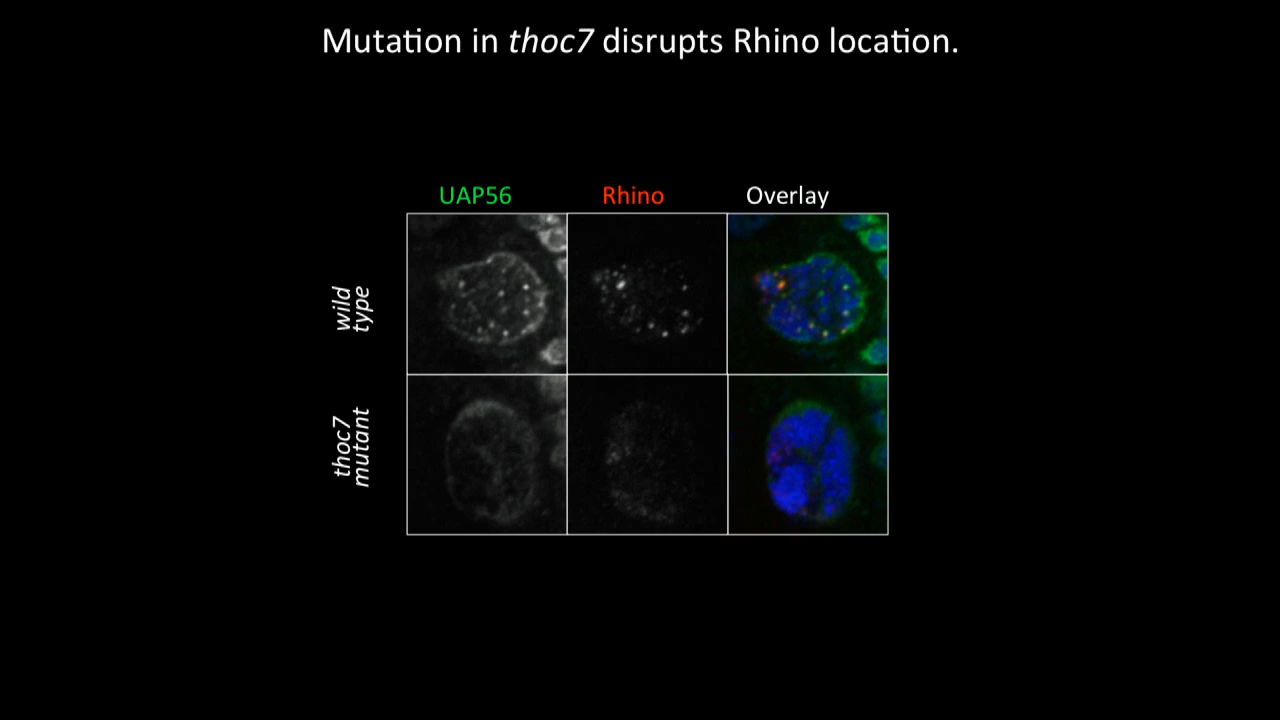 Mutation in thoc7 disrupts Rhino location.
UAP56
Rhino
Overlay
wild
type
thoc7
mutant